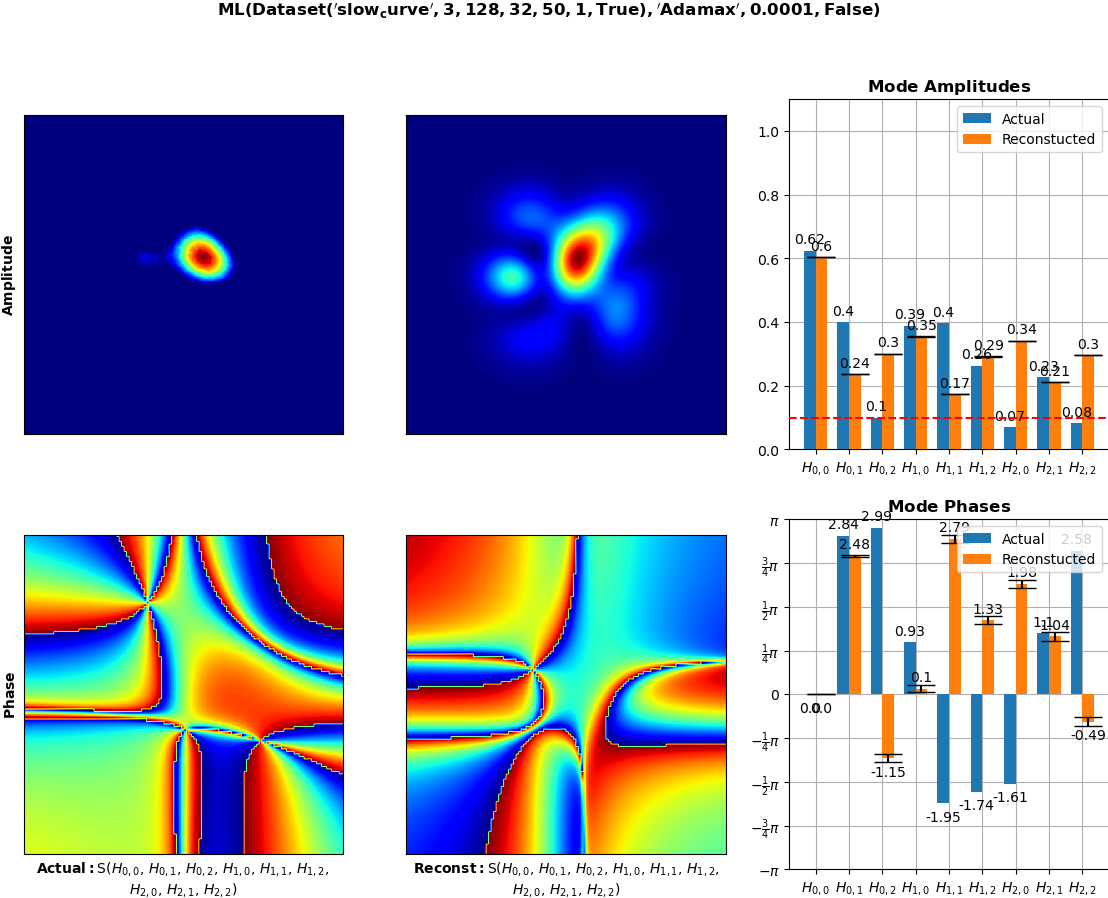 ML(Dataset('slow_curve', 3, 128, 32, 50, 1, True), 'Adamax', 0.0001, False)
Amplitude
Mode Amplitudes
Actual
Reconstucted
1.0
0.8
0.6
0.4
0.2
0.0
0.62
0.6
0.4
0.24
0.1
0.3
0.39
0.35
0.4
0.17
0.26
0.29
0.07
0.34
0.23
0.21
0.08
0.3
H0,0 H0,1 H0,2 H1,0 H1,1 H1,2 H2,0 H2,1 H2,2
Phase
Actual: S(H0,0, H0,1, H0,2, H1,0, H1,1, H1,2,
H2,0, H2,1, H2,2)
Reconst: S(H0,0, H0,1, H0,2, H1,0, H1,1, H1,2,
H2,0, H2,1, H2,2)
Mode Phases
Actual
Reconstucted
π
3/4π
1/2π
1/4π
0
−1/4π
−1/2π
−3/4π
−π
0.0
0.0
2.84
2.48
2.99
-1.15
0.93
0.1
-1.95
2.79
-1.74
1.33
-1.61
1.98
1.04
2.58
-0.49
H0,0 H0,1 H0,2 H1,0 H1,1 H1,2 H2,0 H2,1 H2,2